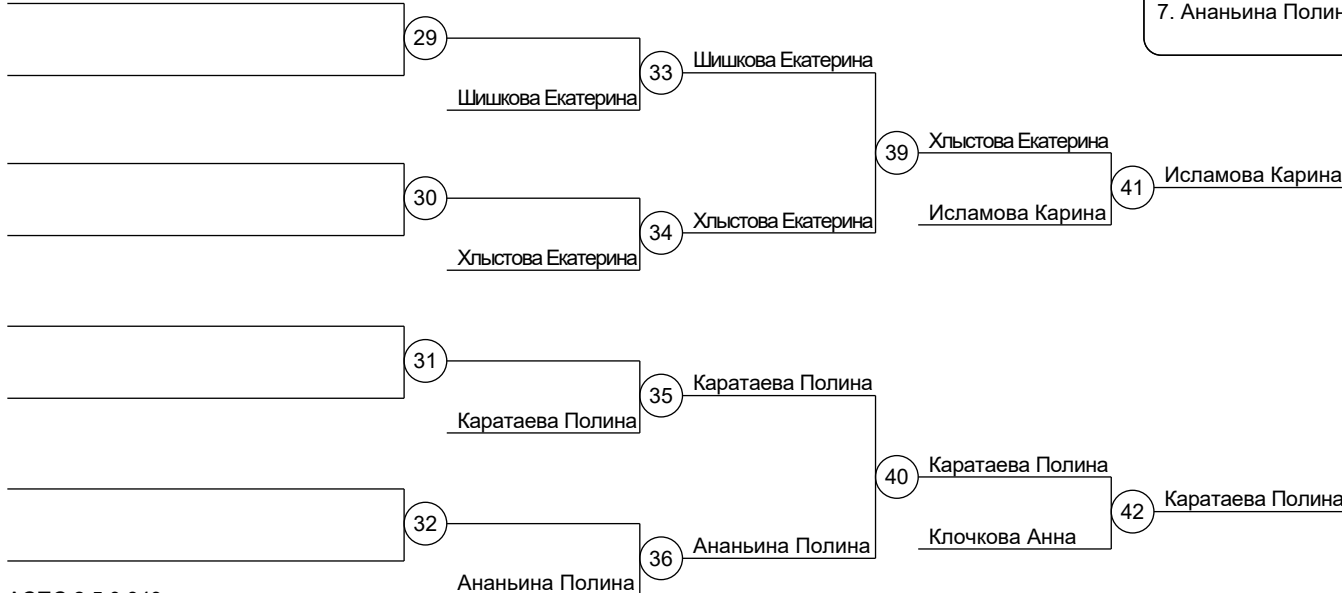 7. Ананьина Полин
29
Шишкова Екатерина
33
Шишкова Екатерина
39
Хлыстова Екатерина
41
Исламова Карина
Исламова Карина
30
34
Хлыстова Екатерина
Хлыстова Екатерина
31
35
Каратаева Полина
Каратаева Полина
40
Каратаева Полина
42
Каратаева Полина
Клочкова Анна
32
36
Ананьина Полина
Ананьина Полина